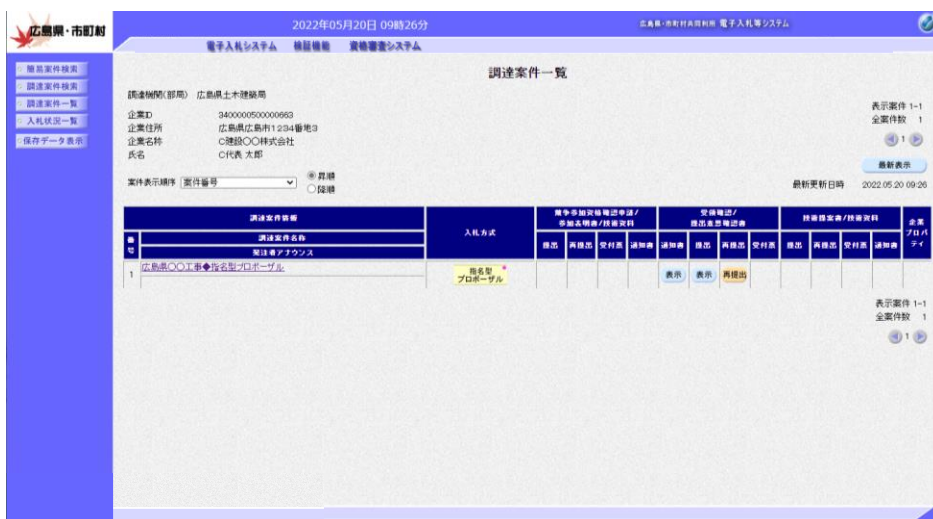 広島県・市町村
2022年05月20日 09時26分
広島県・市町村共同利用 電子入札等システム
電子入札システム 検証機能 資格審査システム
簡易案件検索
調達案件検索
調達案件一覧
入札状況一覧
保存データ表示
調達案件一覧
調達機関(部局) 広島県土木建築局
企業ID 3400000500000663
企業住所 広島県広島市1234番地3
企業名称 C建設〇〇株式会社
氏名 C代表 太郎
表示案件 1-1
全案件数 1
1
案件表示順序 案件番号
昇順
降順
最新表示
最新更新日時 2022.05.20 09:26
調達案件情報
番号
調達案件名称
発注者アナウンス
入札方式
競争参加資格確認申請/
参加表明書/技術資料
提出 再提出 受付票 通知書
受領確認/
提出意思確認書
通知書 提出 再提出 受付票
技術提案書/技術資料
提出 再提出 受付票 通知書
企業
プロパ
ティ
1 広島県〇〇工事◆指名型プロポーザル
指名型
プロポーザル
表示 表示 再提出
表示案件 1-1
全案件数 1
1